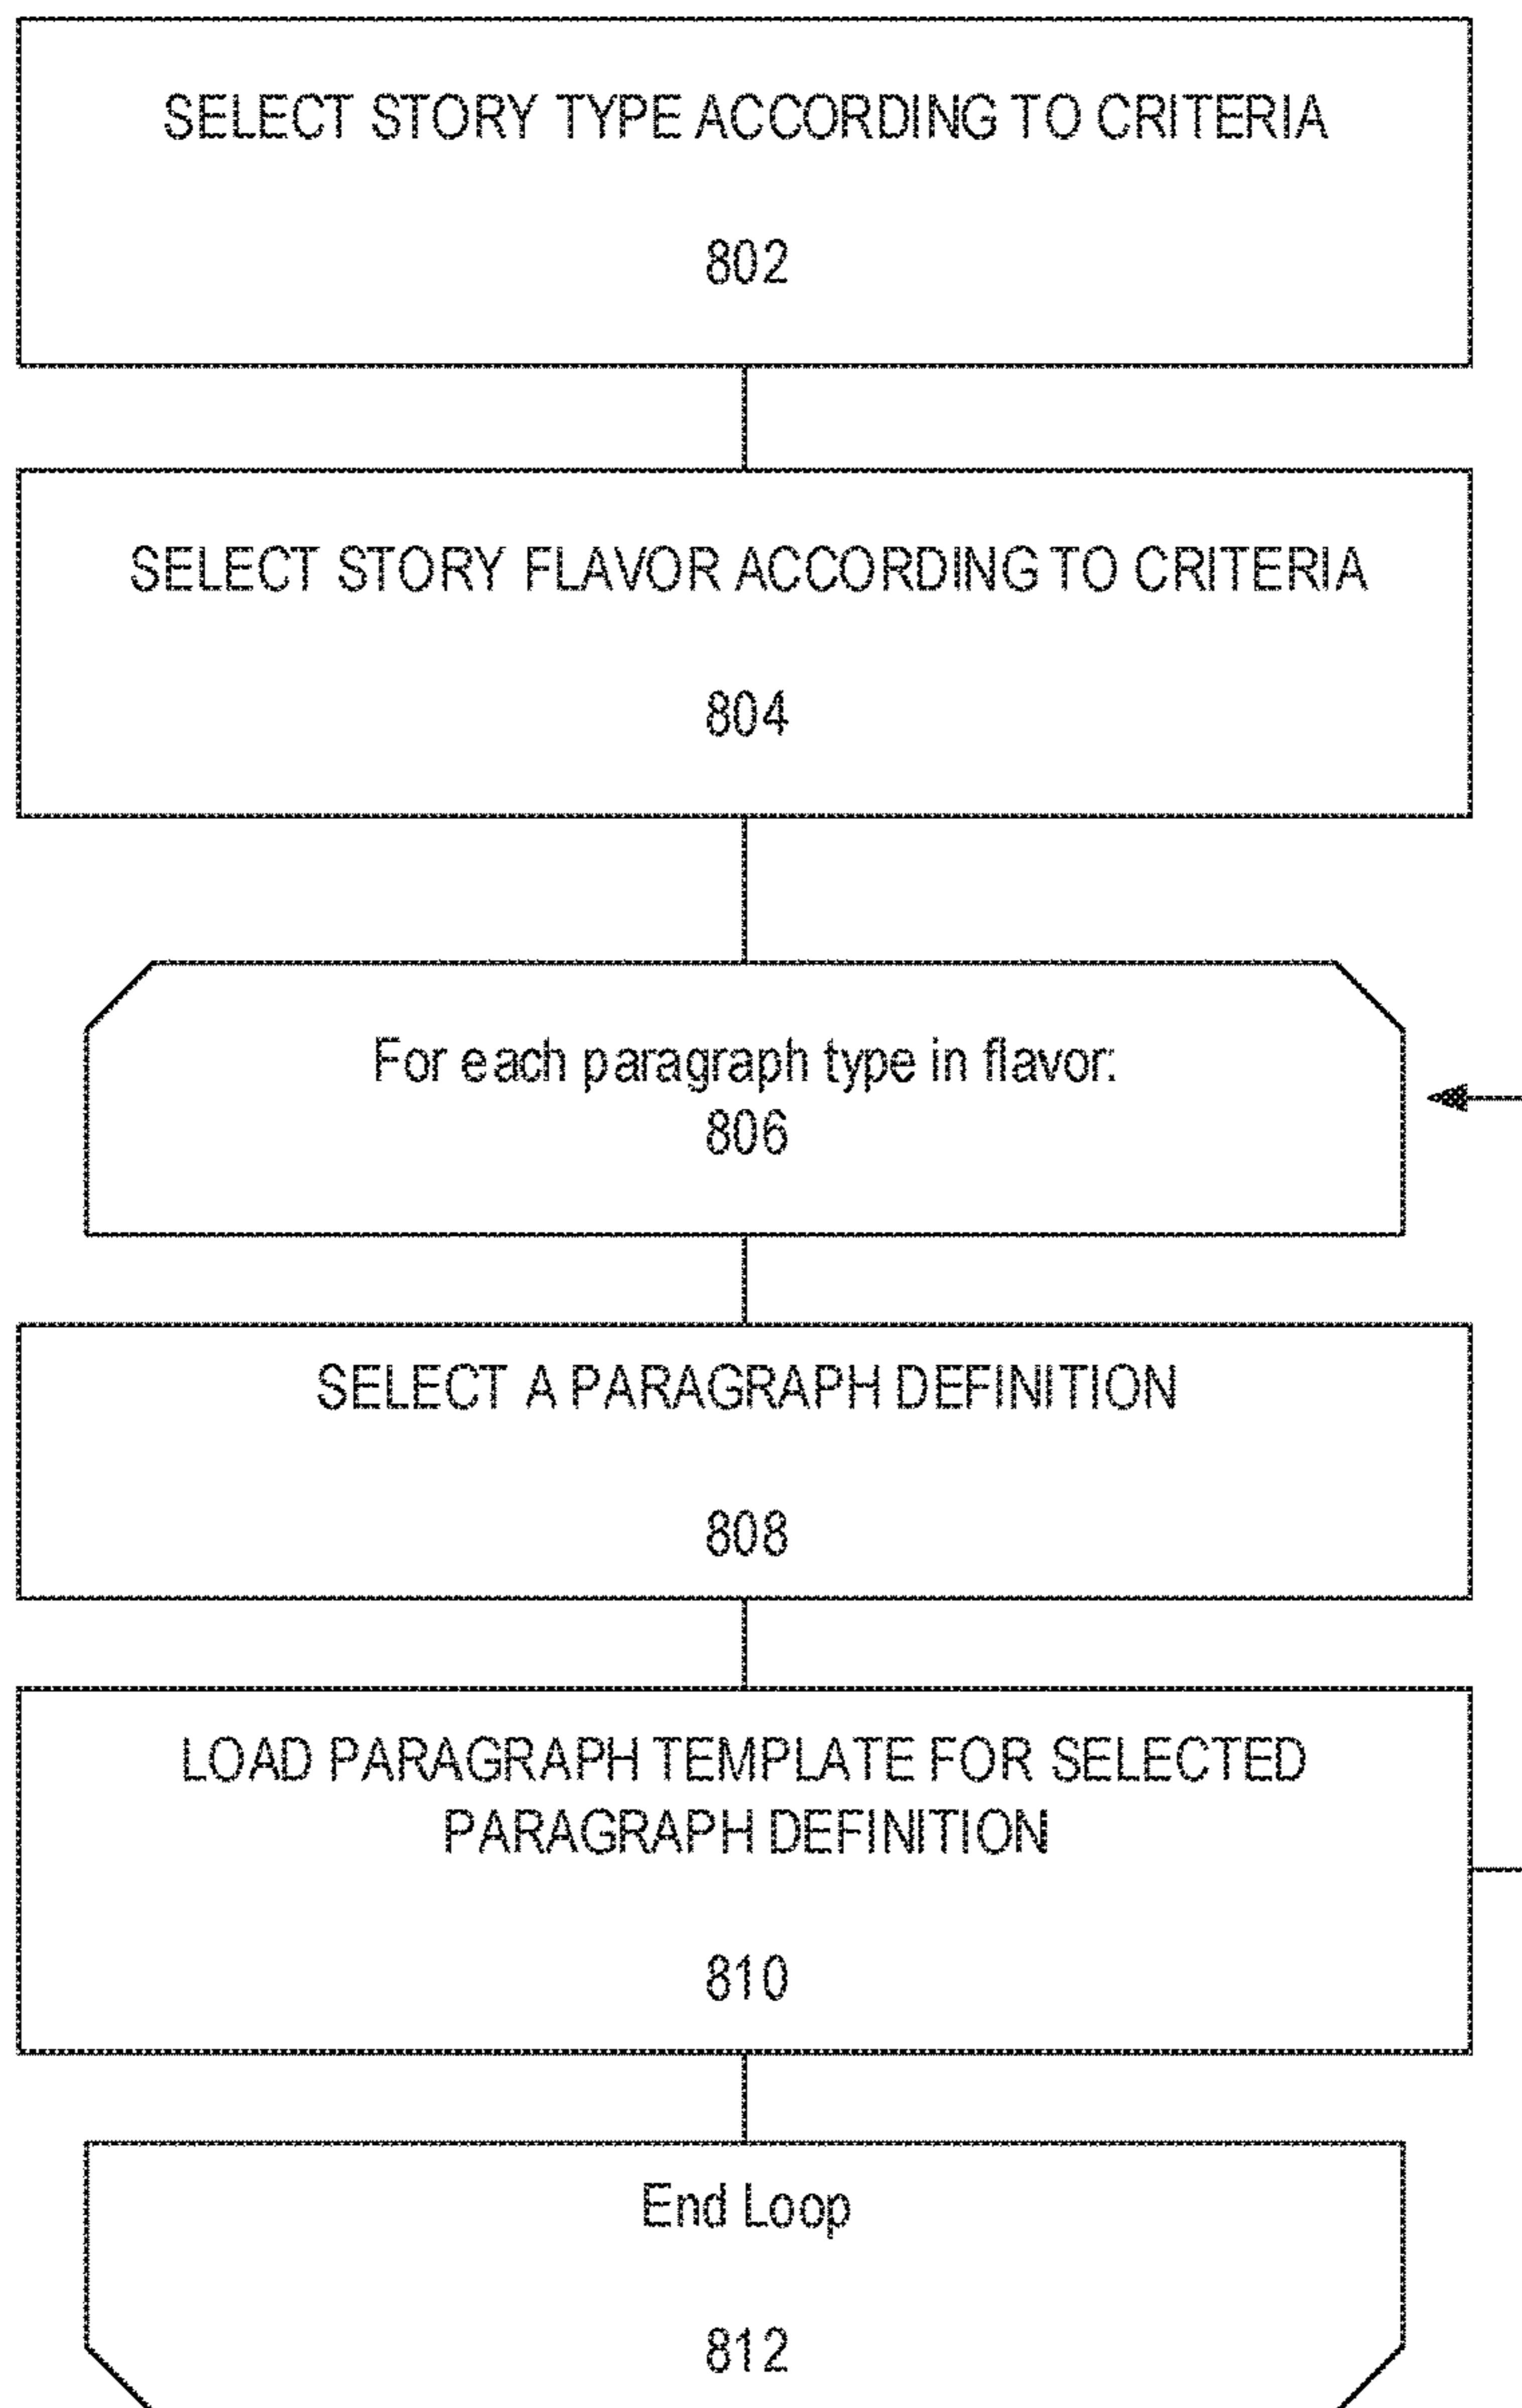 SELECT STORY TYPE ACCORDING TO CRITERIA
802
SELECT STORY FLAVOR ACCORDING TO CRITERIA
804
For each paragraph type in flavor:
806
SELECT A PARAGRAPH DEFINITION
808
LOAD PARAGRAPH TEMPLATE FOR SELECTED
PARAGRAPH DEFINITION
810
End Loop
812